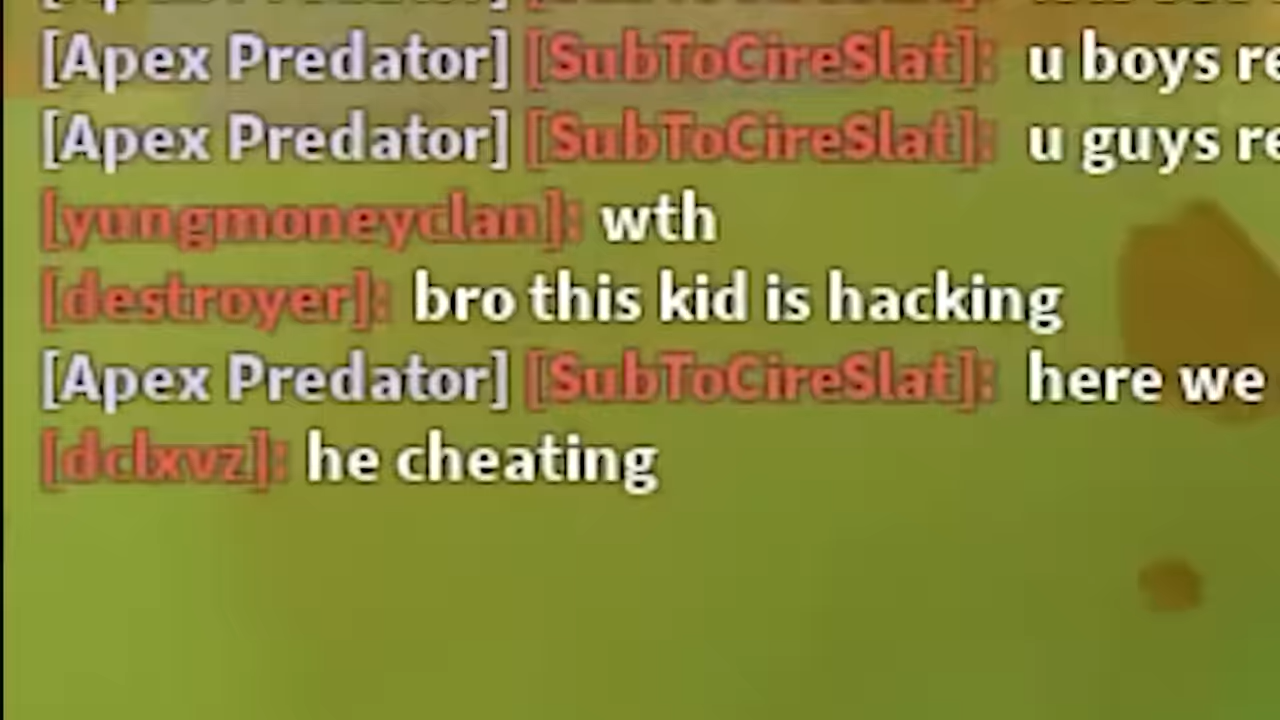 [Apex Predator] [SubToCireSlat]: u boys
[Apex Predator] [SubToCireSlat]: u guys
[yungmoneyclan]: wth
[destroyer]: bro this kid is hacking
[Apex Predator] [SubToCireSlat]: here we
[dclxvz]: he cheating